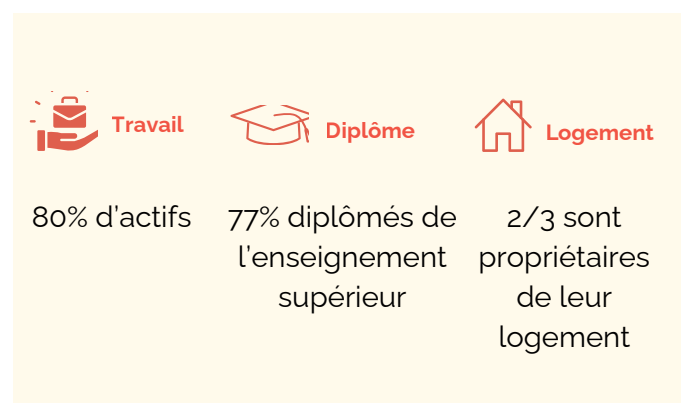 Travail
80% d’actifs
Diplôme
77% diplômés de
l’enseignement
supérieur
Logement
2/3 sont
propriétaires
de leur
logement